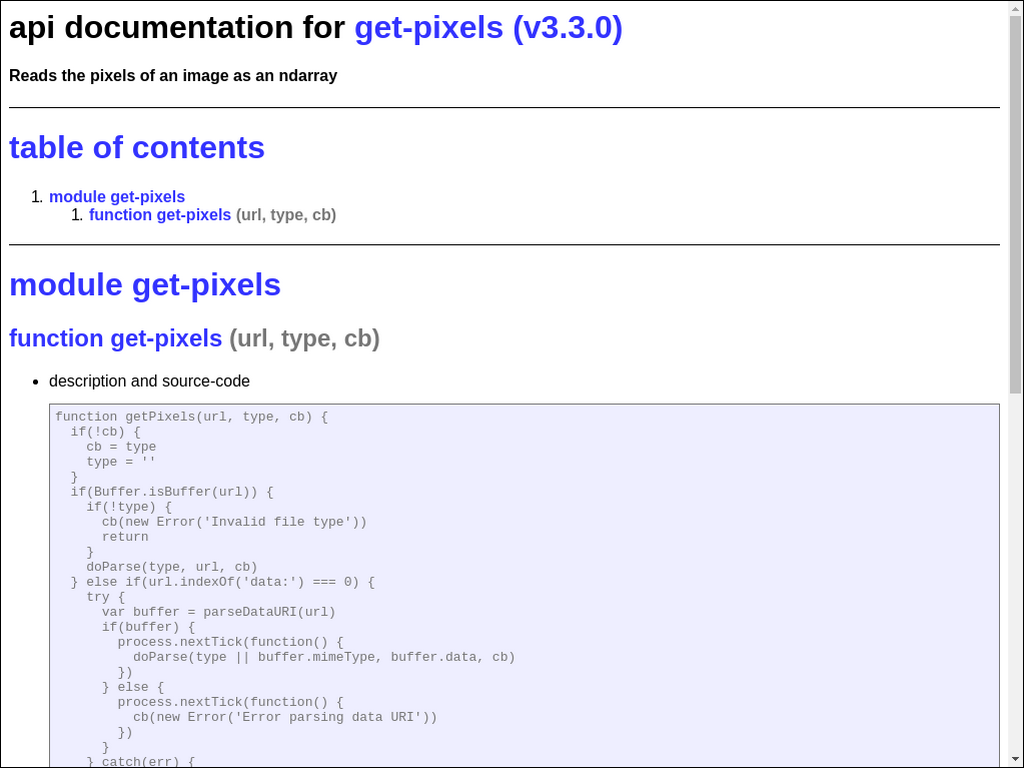 api documentation for get-pixels (v3.3.0)
Reads the pixels of an image as an ndarray
table of contents
1. module get-pixels
1. function get-pixels (url, type, cb)
module get-pixels
function get-pixels (url, type, cb)
• description and source-code
function getPixels(url, type, cb) {
  if(!cb) {
    cb = type
    type = ''
  }
  if(Buffer.isBuffer(url)) {
    if(!type) {
      cb(new Error('Invalid file type'))
      return
    }
    doParse(type, url, cb)
  } else if(url.indexOf('data:') === 0) {
    try {
      var buffer = parseDataURI(url)
      if(buffer) {
        process.nextTick(function() {
          doParse(type || buffer.mimeType, buffer.data, cb)
        })
      } else {
        process.nextTick(function() {
          cb(new Error('Error parsing data URI'))
        })
      }
    } catch(err) {